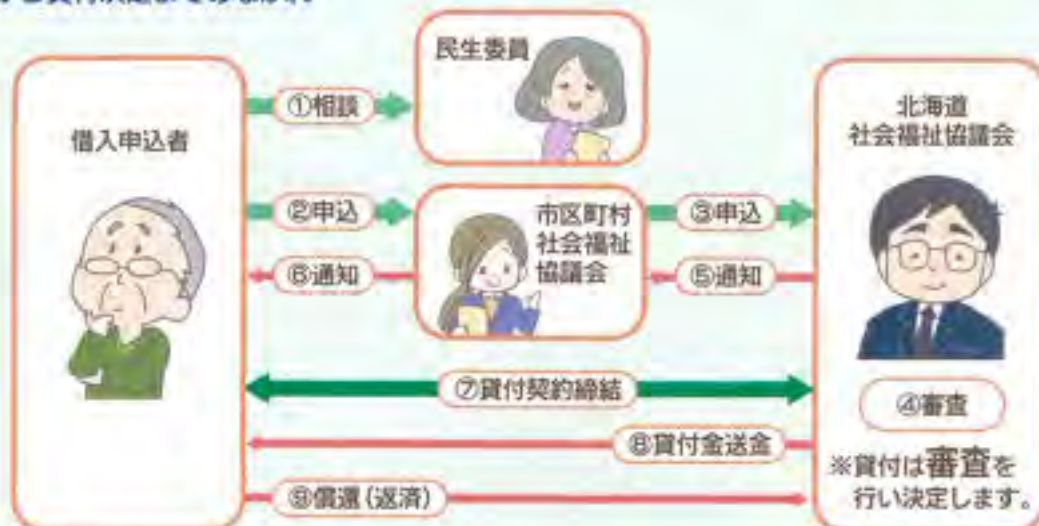 民生委員
①相談
借入申込者
北海道
社会福祉協議会
②申込
市区町村
社会福祉
協議会
③申込
⑥通知
⑤通知
⑦貸付契約締結
④審査
⑧貸付金送金
※貸付は審査を
行い決定します。
⑨償還(返済)